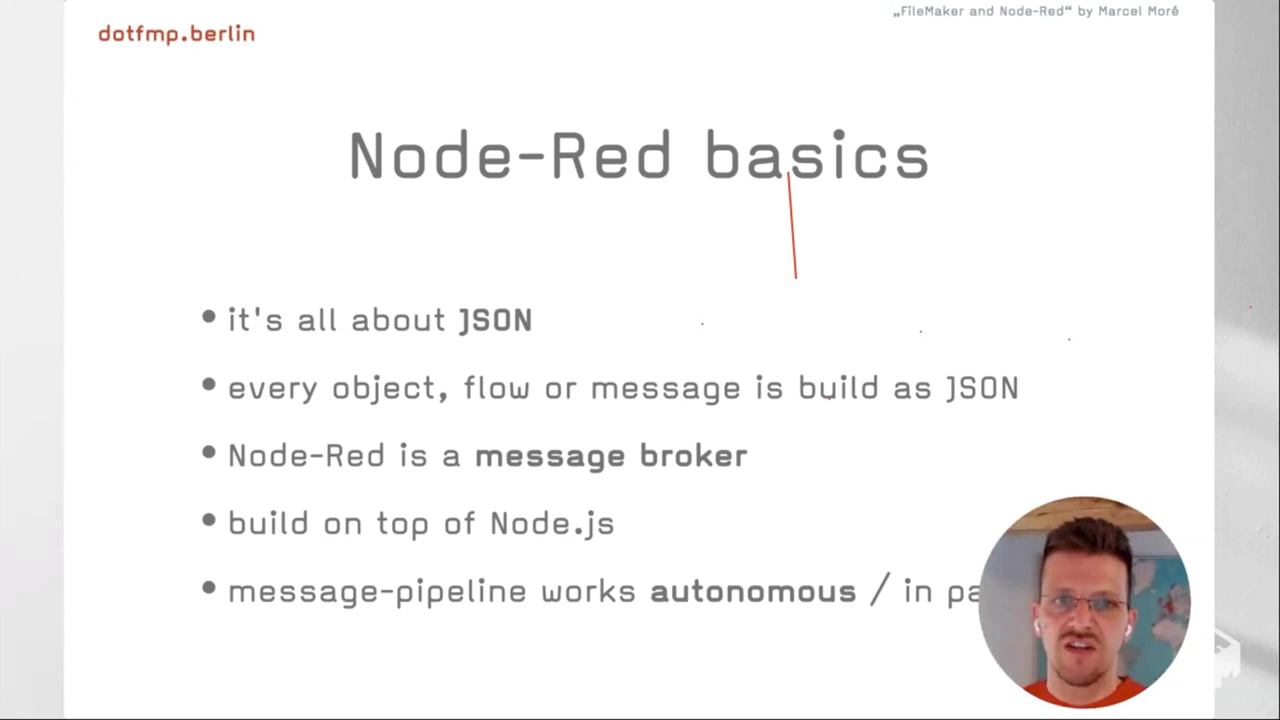 dotfmp.berlin
„FileMaker and Node-Red“ by Marcel Moré
Node-Red basics
• it's all about JSON
• every object, flow or message is build as JSON
• Node-Red is a message broker
• build on top of Node.js
• message-pipeline works autonomous / in